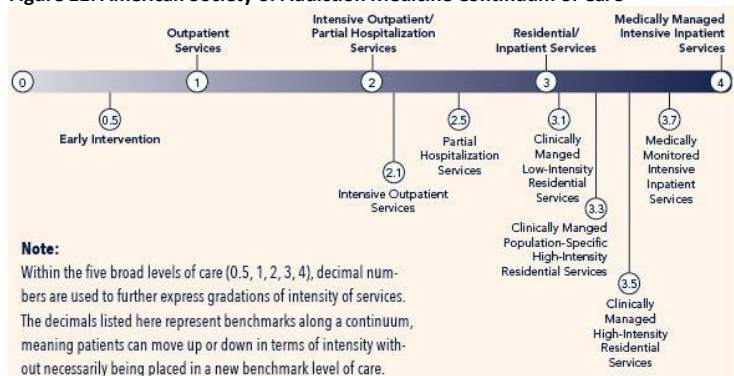 Figure 22: American Society of Addiction Medicine Continuum of Care
Outpatient
Services
Intensive Outpatient/
Partial Hospitalization
Services
Residential/
Inpatient Services
Medically Managed
Intensive Inpatient
Services
0
1
2
3
4
0.5
Early Intervention
2.1
Intensive Outpatient
Services
2.5
Partial
Hospitalization
Services
3.1
Clinically
Manged
Low-Intensity
Residential
Services
3.3
Clinically Manged
Population-Specific
High-Intensity
Residential Services
3.5
Clinically
Managed
High-Intensity
Residential
Services
3.7
Medically
Monitored
Intensive
Inpatient
Services
Note:
Within the five broad levels of care (0.5, 1, 2, 3, 4), decimal num-
bers are used to further express gradations of intensity of services.
The decimals listed here represent benchmarks along a continuum,
meaning patients can move up or down in terms of intensity with-
out necessarily being placed in a new benchmark level of care.